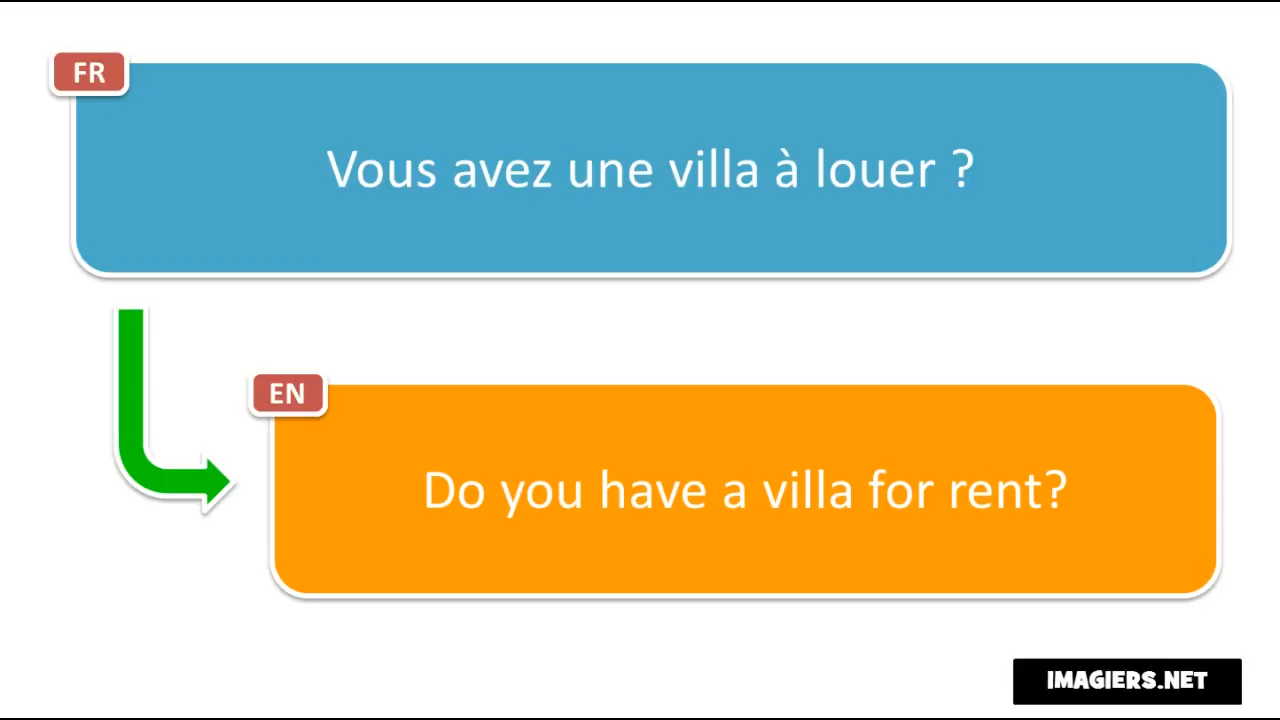 FR
Vous avez une villa à louer ?
EN
Do you have a villa for rent?
IMAGIERS.NET